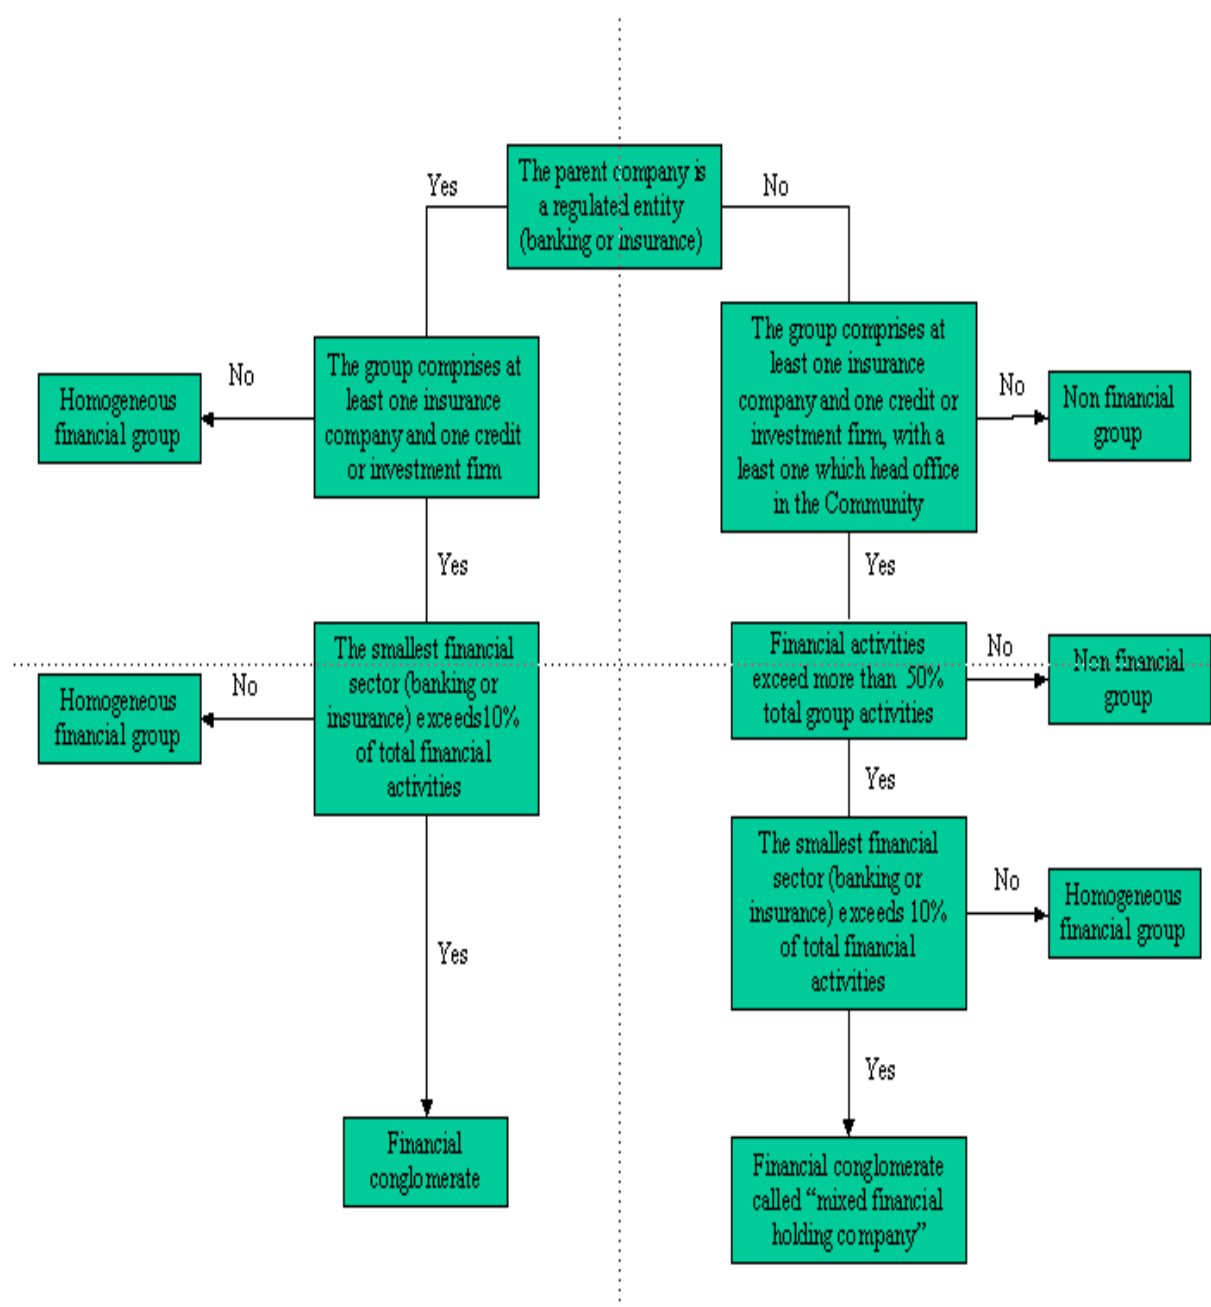 The parent company is
a regulated entity
(banking or insurance)
Yes
No
The group comprises at
least one insurance
company and one credit
or investment firm
No
Homogeneous
financial group
The group comprises at
least one insurance
company and one credit or
investment firm, with a
least one which head office
in the Community
No
Non financial
group
Yes
Yes
The smallest financial
sector (banking or
insurance) exceeds10%
of total financial
activities
No
Homogeneous
financial group
Financial activities
exceed more than 50%
total group activities
No
Non financial
group
Yes
The smallest financial
sector (banking or
insurance) exceeds 10%
of total financial
activities
No
Homogeneous
financial group
Yes
Yes
Financial
conglomerate
Financial conglomerate
called “mixed financial
holding company”